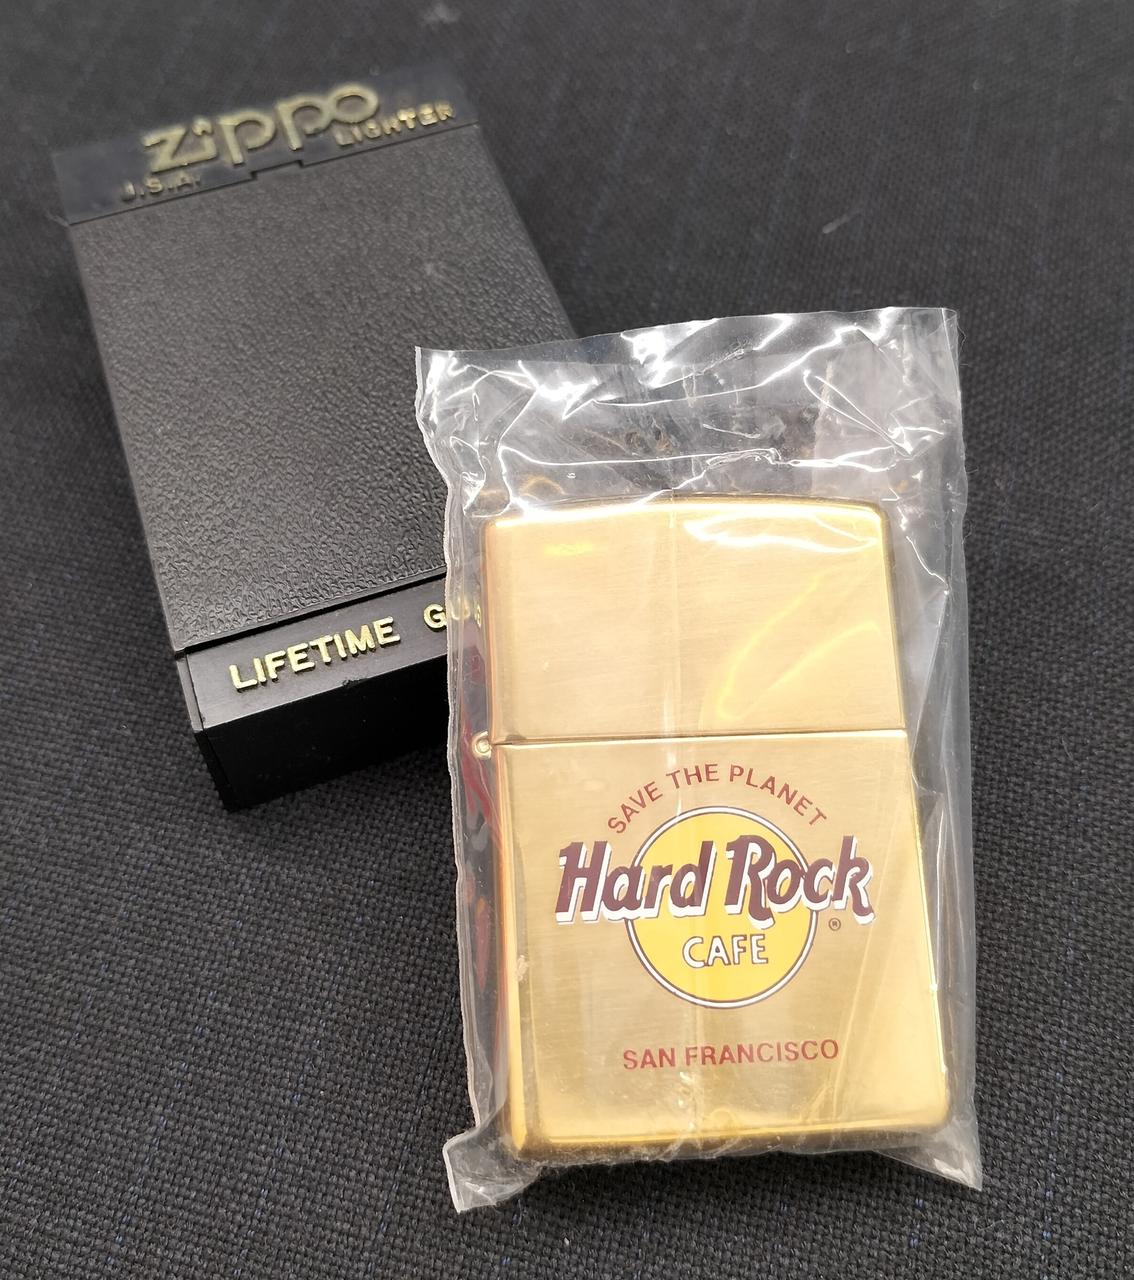 zippo
LIGHTER
U.S.A.
LIFETIME
SAVE THE PLANET
Hard Rock
®
CAFE
SAN FRANCISCO